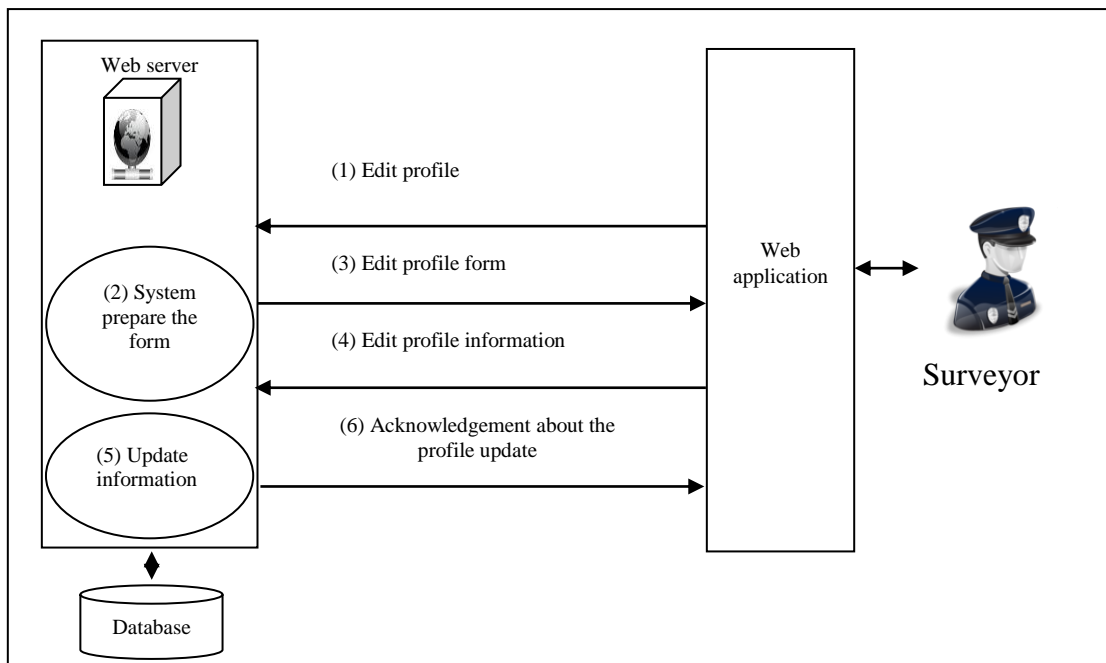 Web server
(1) Edit profile
(2) System
prepare the
form
(3) Edit profile form
(4) Edit profile information
(5) Update
information
(6) Acknowledgement about the
profile update
Web
application
Surveyor
Database